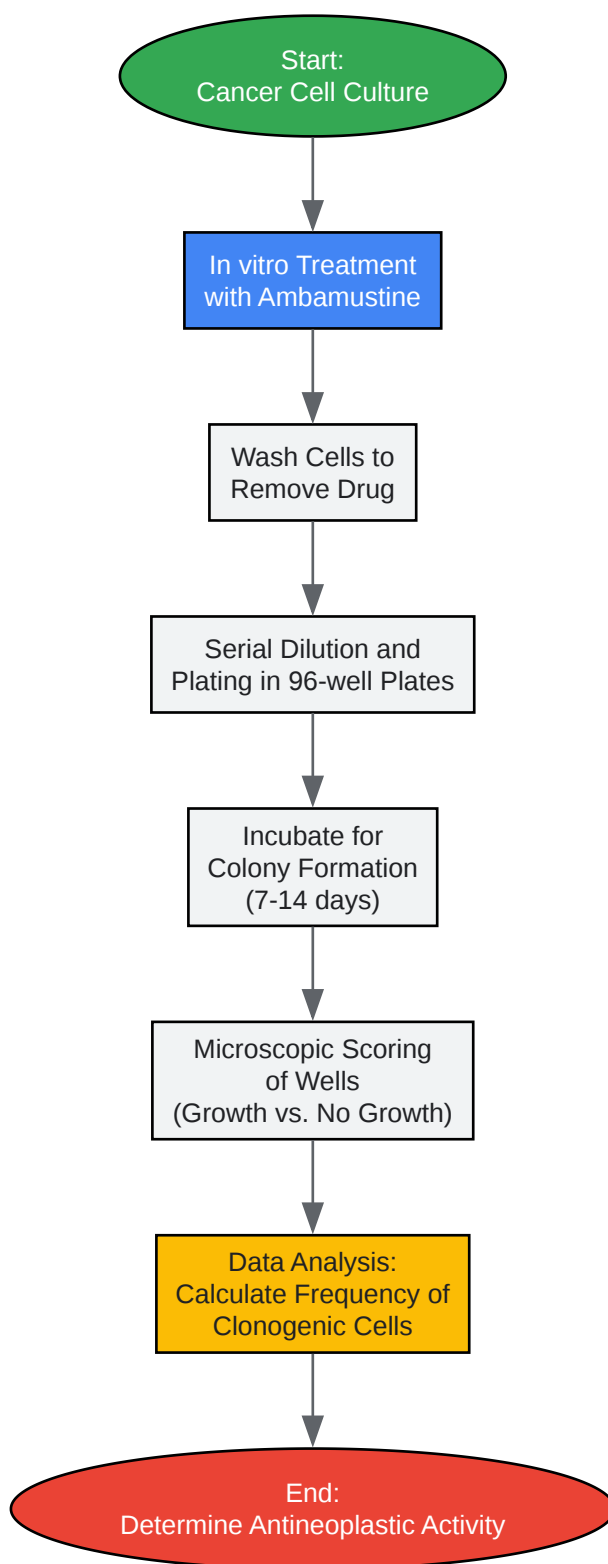 Start:
Cancer Cell Culture
In vitro Treatment
with Ambamustine
Wash Cells to
Remove Drug
Serial Dilution and
Plating in 96-well Plates
Incubate for
Colony Formation
(7-14 days)
Microscopic Scoring
of Wells
(Growth vs. No Growth)
Data Analysis:
Calculate Frequency of
Clonogenic Cells
End:
Determine Antineoplastic Activity